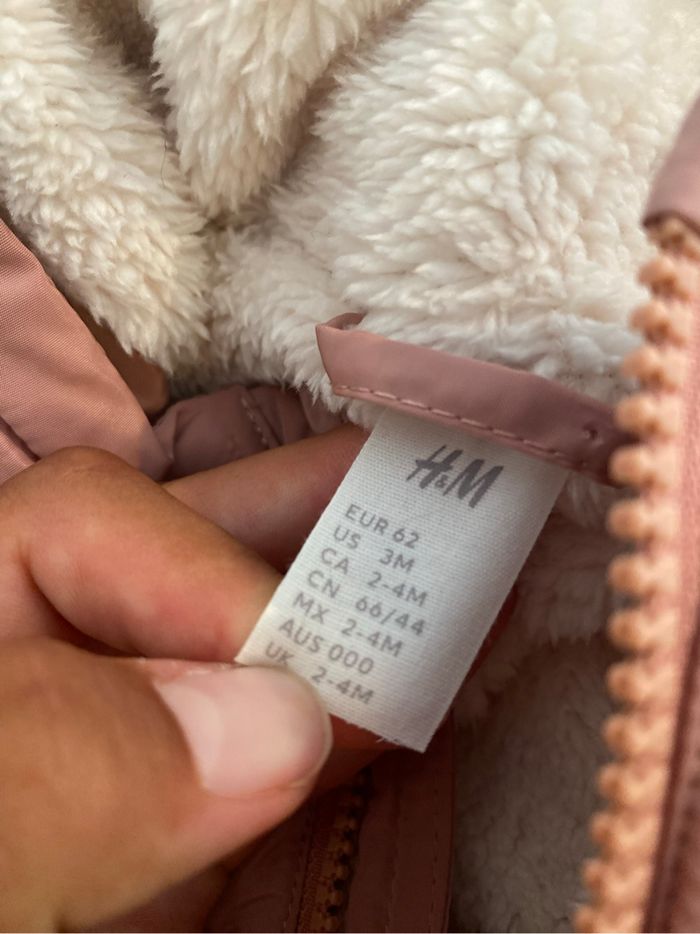 H&M
EUR 62
US 3M
CA 2-4M
CN 66/44
MX 2-4M
AUS 000
UK 2-4M